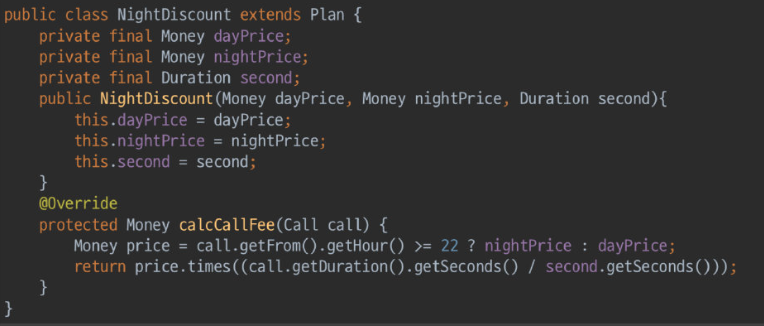 public class NightDiscount extends Plan {
    private final Money dayPrice;
    private final Money nightPrice;
    private final Duration second;
    public NightDiscount(Money dayPrice, Money nightPrice, Duration second){
        this.dayPrice = dayPrice;
        this.nightPrice = nightPrice;
        this.second = second;
    }
    @Override
    protected Money calcCallFee(Call call) {
        Money price = call.getFrom().getHour() >= 22 ? nightPrice : dayPrice;
        return price.times((call.getDuration().getSeconds() / second.getSeconds()));
    }
}